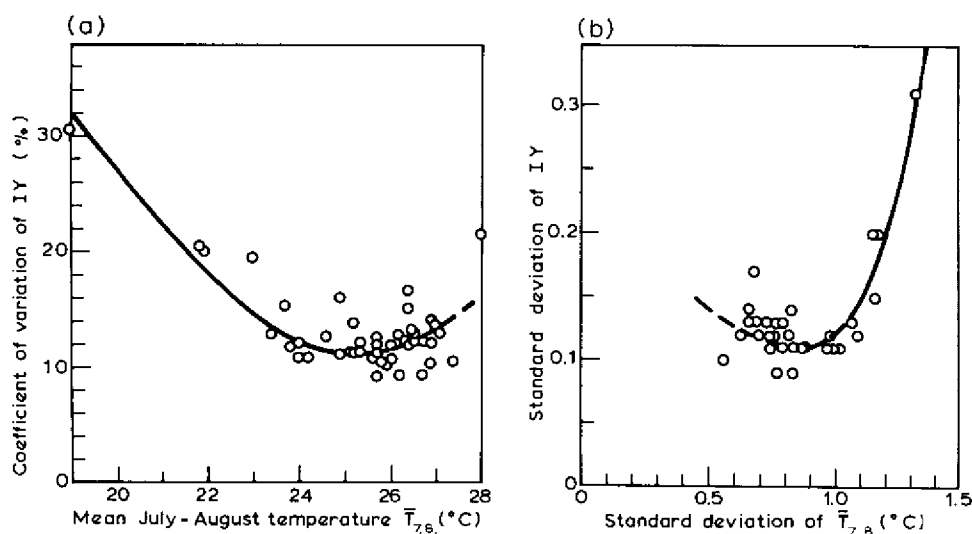 (a)
Coefficient of variation of IY (%)
30
20
10
0
20 22 24 26 28
Mean July-August temperature T̅7,8 (°C)
(b)
Standard deviation of IY
0.3
0.2
0.1
0
0 0.5 1.0 1.5
Standard deviation of T̅7,8 (°C)